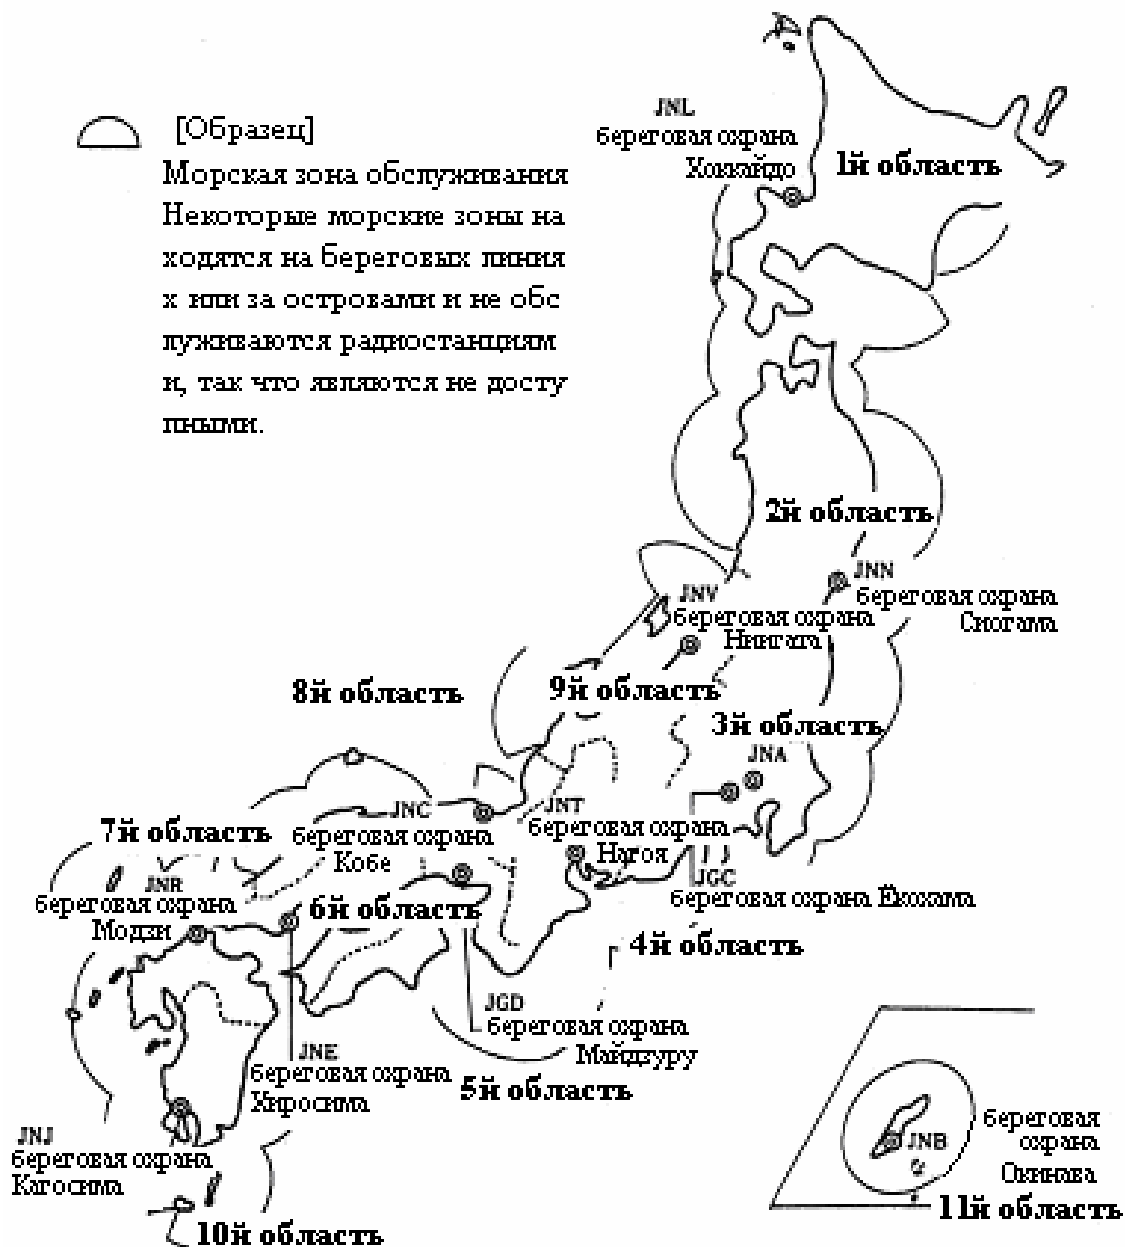 [Образец]
Морская зона обслуживания
Некоторые морские зоны на
ходятся на береговых линия
х или за островами и не обс
луживаются радиостанциям
и, так что являются не досту
пными.
JNL
береговая охрана
Хоккайдо
1й область
2й область
JNN
береговая охрана
Сиогама
JNV
береговая охрана
Ниигата
8й область
9й область
3й область
JNA
JNC
береговая охрана
Кобе
JNT
береговая охрана
Нагоя
7й область
JNR
береговая охрана
Модзи
JGC
береговая охрана Ёкохама
6й область
4й область
JGD
береговая охрана
Майдзуру
JNE
береговая охрана
Хиросима
5й область
JNJ
береговая охрана
Кагосима
10й область
береговая
охрана
JNB
Окинава
11й область